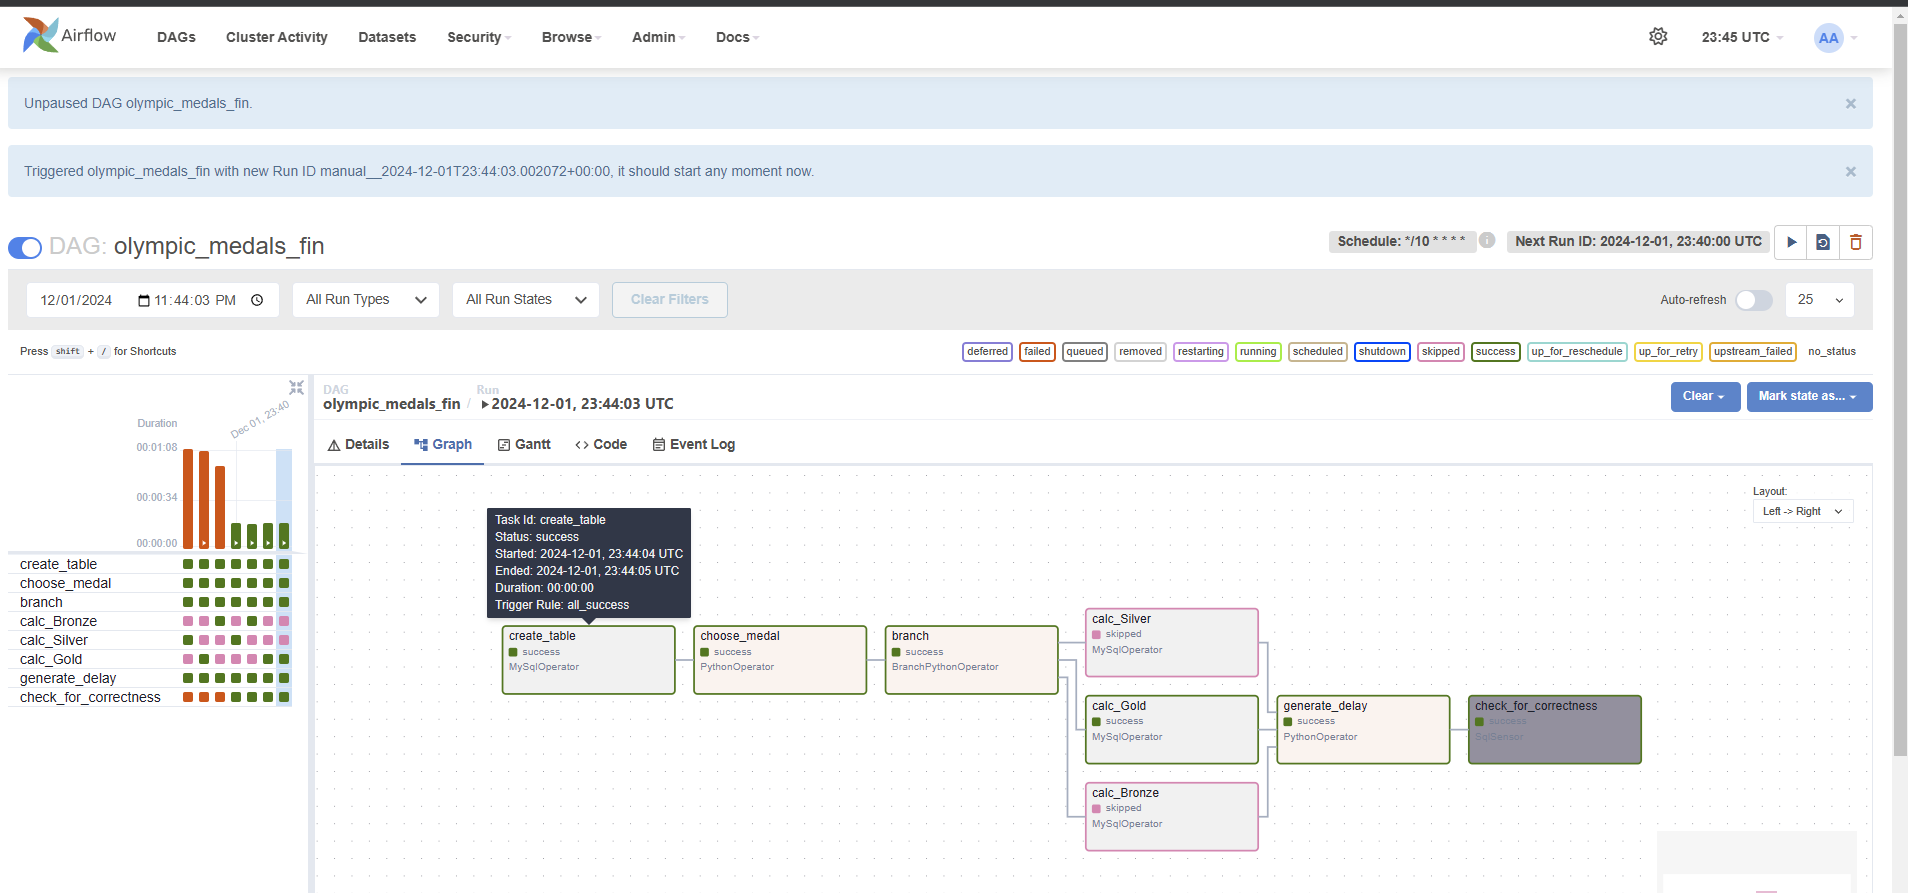 Airflow
DAGs Cluster Activity Datasets Security Browse Admin Docs 23:45 UTC AA
Unpaused DAG olympic_medals_fin. ×
Triggered olympic_medals_fin with new Run ID manual__2024-12-01T23:44:03.002072+00:00, it should start any moment now. ×
DAG: olympic_medals_fin Schedule: */10 * * * * i Next Run ID: 2024-12-01, 23:40:00 UTC
12/01/2024 11:44:03 PM All Run Types All Run States Clear Filters Auto-refresh 25
Press shift + / for Shortcuts deferred failed queued removed restarting running scheduled shutdown skipped success up_for_reschedule up_for_retry upstream_failed no_status
Duration
Dec 01, 23:40
00:01:08
00:00:34
00:00:00
create_table
choose_medal
branch
calc_Bronze
calc_Silver
calc_Gold
generate_delay
check_for_correctness
DAG Run
olympic_medals_fin / 2024-12-01, 23:44:03 UTC Clear Mark state as...
Details Graph Gantt <> Code Event Log
Layout:
Left -> Right
Task Id: create_table
Status: success
Started: 2024-12-01, 23:44:04 UTC
Ended: 2024-12-01, 23:44:05 UTC
Duration: 00:00:00
Trigger Rule: all_success
create_table
success
MySqlOperator
choose_medal
success
PythonOperator
branch
success
BranchPythonOperator
calc_Silver
skipped
MySqlOperator
calc_Gold
success
MySqlOperator
calc_Bronze
skipped
MySqlOperator
generate_delay
success
PythonOperator
check_for_correctness
success
SqlSensor